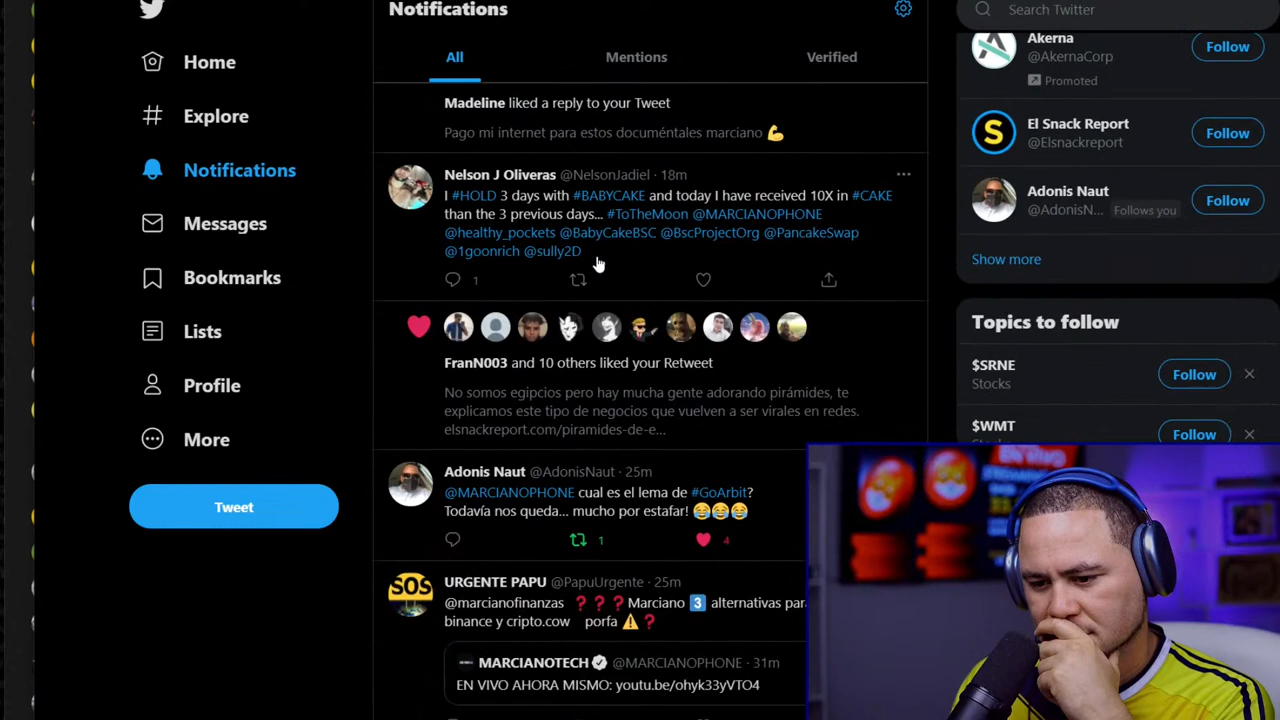 Notifications
Search Twitter
Home
Explore
Notifications
Messages
Bookmarks
Lists
Profile
More
Tweet
All
Mentions
Verified
Madeline liked a reply to your Tweet
Pago mi internet para estos documéntales marciano 💪
Nelson J Oliveras @NelsonJadiel · 18m
I #HOLD 3 days with #BABYCAKE and today I have received 10X in #CAKE
than the 3 previous days... #ToTheMoon @MARCIANOPHONE
@healthy_pockets @BabyCakeBSC @BscProjectOrg @PancakeSwap
@1goonrich @sully2D
1
FranN003 and 10 others liked your Retweet
No somos egipcios pero hay mucha gente adorando pirámides, te
explicamos este tipo de negocios que vuelven a ser virales en redes.
elsnackreport.com/piramides-de-e...
Adonis Naut @AdonisNaut · 25m
@MARCIANOPHONE cual es el lema de #GoArbit?
Todavía nos queda... mucho por estafar! 😂😂😂
1
4
SOS
URGENTE PAPU @PapuUrgente · 25m
@marcianofinanzas ❓❓❓Marciano 3️⃣ alternativas para
binance y cripto.cow porfa ⚠️❓
MARCIANOTECH @MARCIANOPHONE · 31m
EN VIVO AHORA MISMO: youtu.be/ohyk33yVTO4
Akerna
@AkernaCorp
Promoted
Follow
El Snack Report
@Elsnackreport
Follow
Adonis Naut
@AdonisN... Follows you
Follow
Show more
Topics to follow
$SRNE
Stocks
Follow
$WMT
Follow